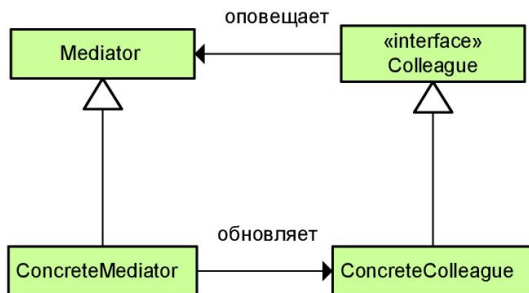 оповещает
Mediator
«interface»
Colleague
обновляет
ConcreteMediator
ConcreteColleague